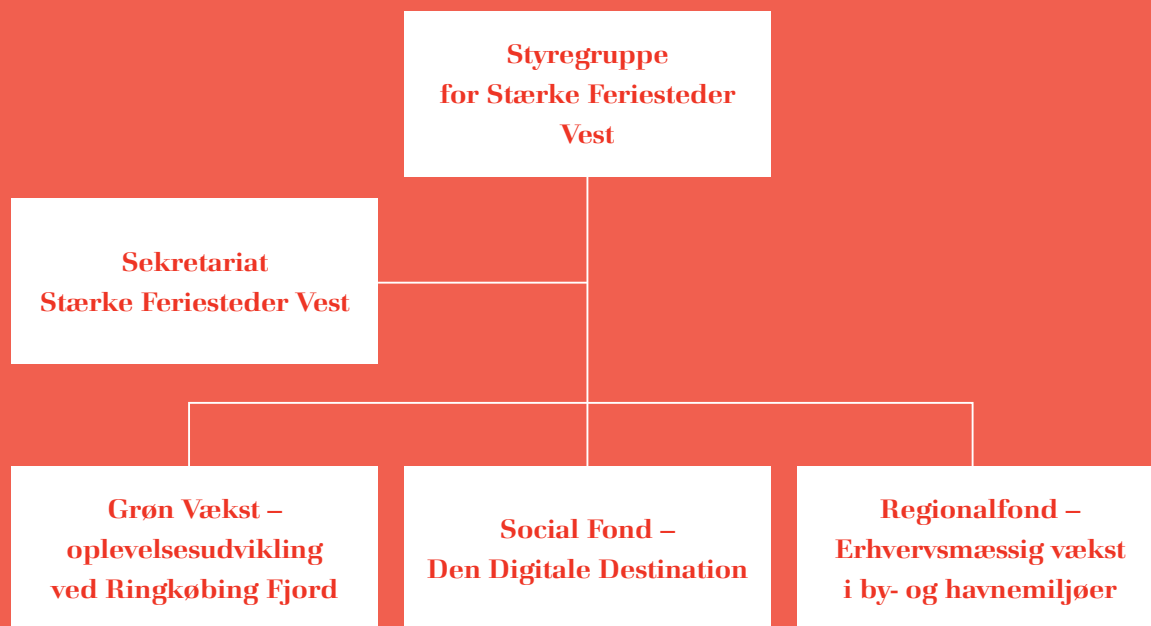 Styregruppe
for Stærke Feriesteder
Vest
Sekretariat
Stærke Feriesteder Vest
Grøn Vækst –
oplevelsesudvikling
ved Ringkøbing Fjord
Social Fond –
Den Digitale Destination
Regionalfond –
Erhvervsmæssig vækst
i by- og havnemiljøer